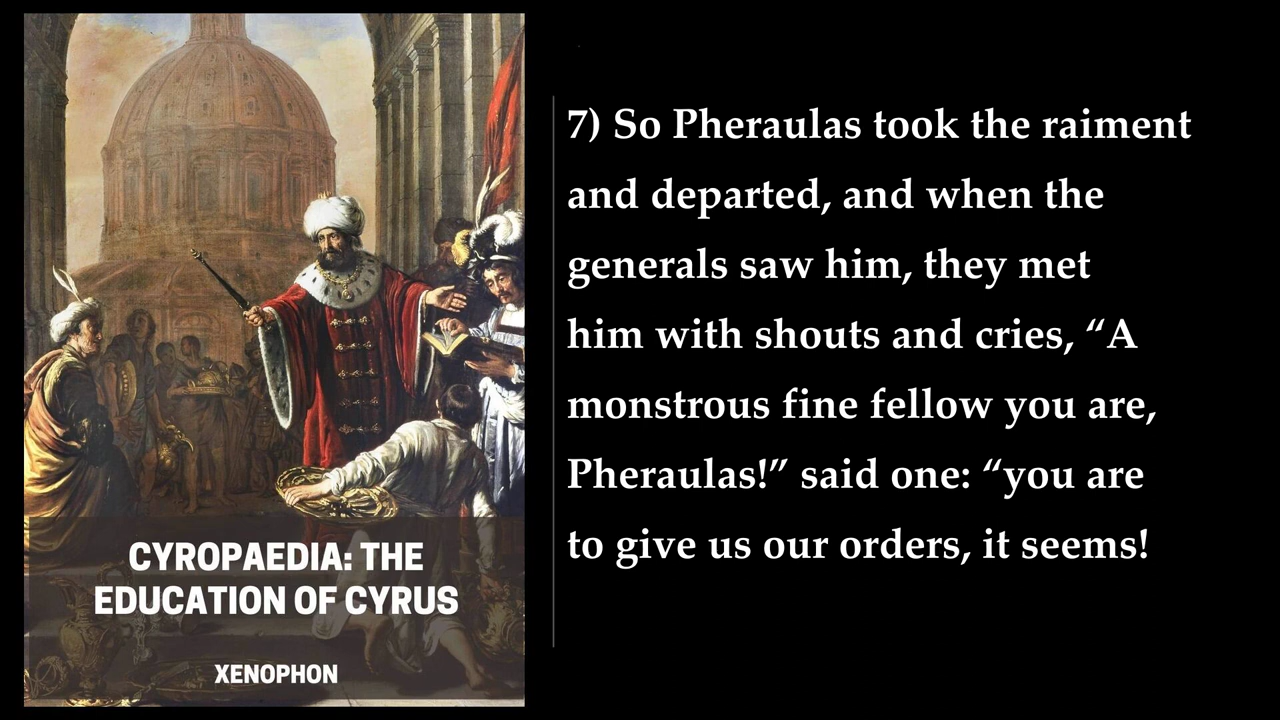 CYROPAEDIA: THE
EDUCATION OF CYRUS
XENOPHON
7) So Pheraulas took the raiment
and departed, and when the
generals saw him, they met
him with shouts and cries, “A
monstrous fine fellow you are,
Pheraulas!” said one: “you are
to give us our orders, it seems!